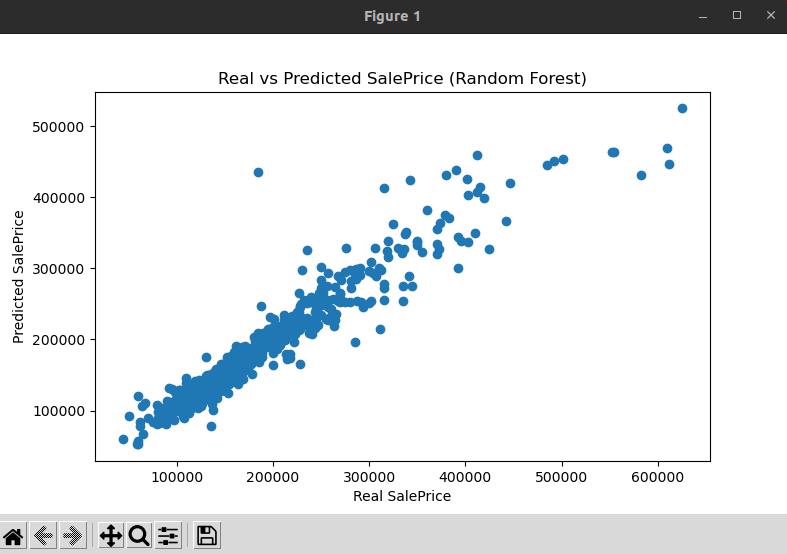 Figure 1
Real vs Predicted SalePrice (Random Forest)
500000
400000
300000
200000
100000
Predicted SalePrice
100000 200000 300000 400000 500000 600000
Real SalePrice